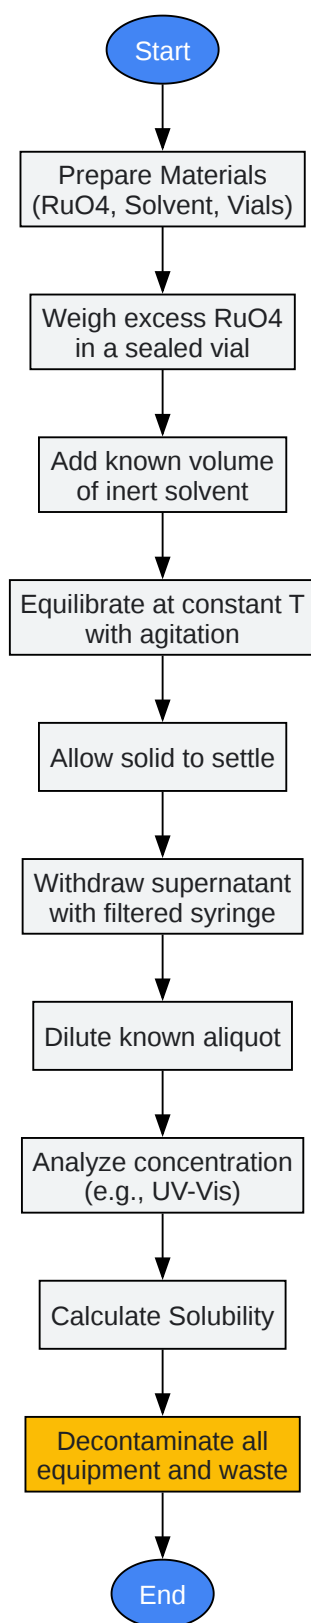 Start
Prepare Materials
(RuO4, Solvent, Vials)
Weigh excess RuO4
in a sealed vial
Add known volume
of inert solvent
Equilibrate at constant T
with agitation
Allow solid to settle
Withdraw supernatant
with filtered syringe
Dilute known aliquot
Analyze concentration
(e.g., UV-Vis)
Calculate Solubility
Decontaminate all
equipment and waste
End